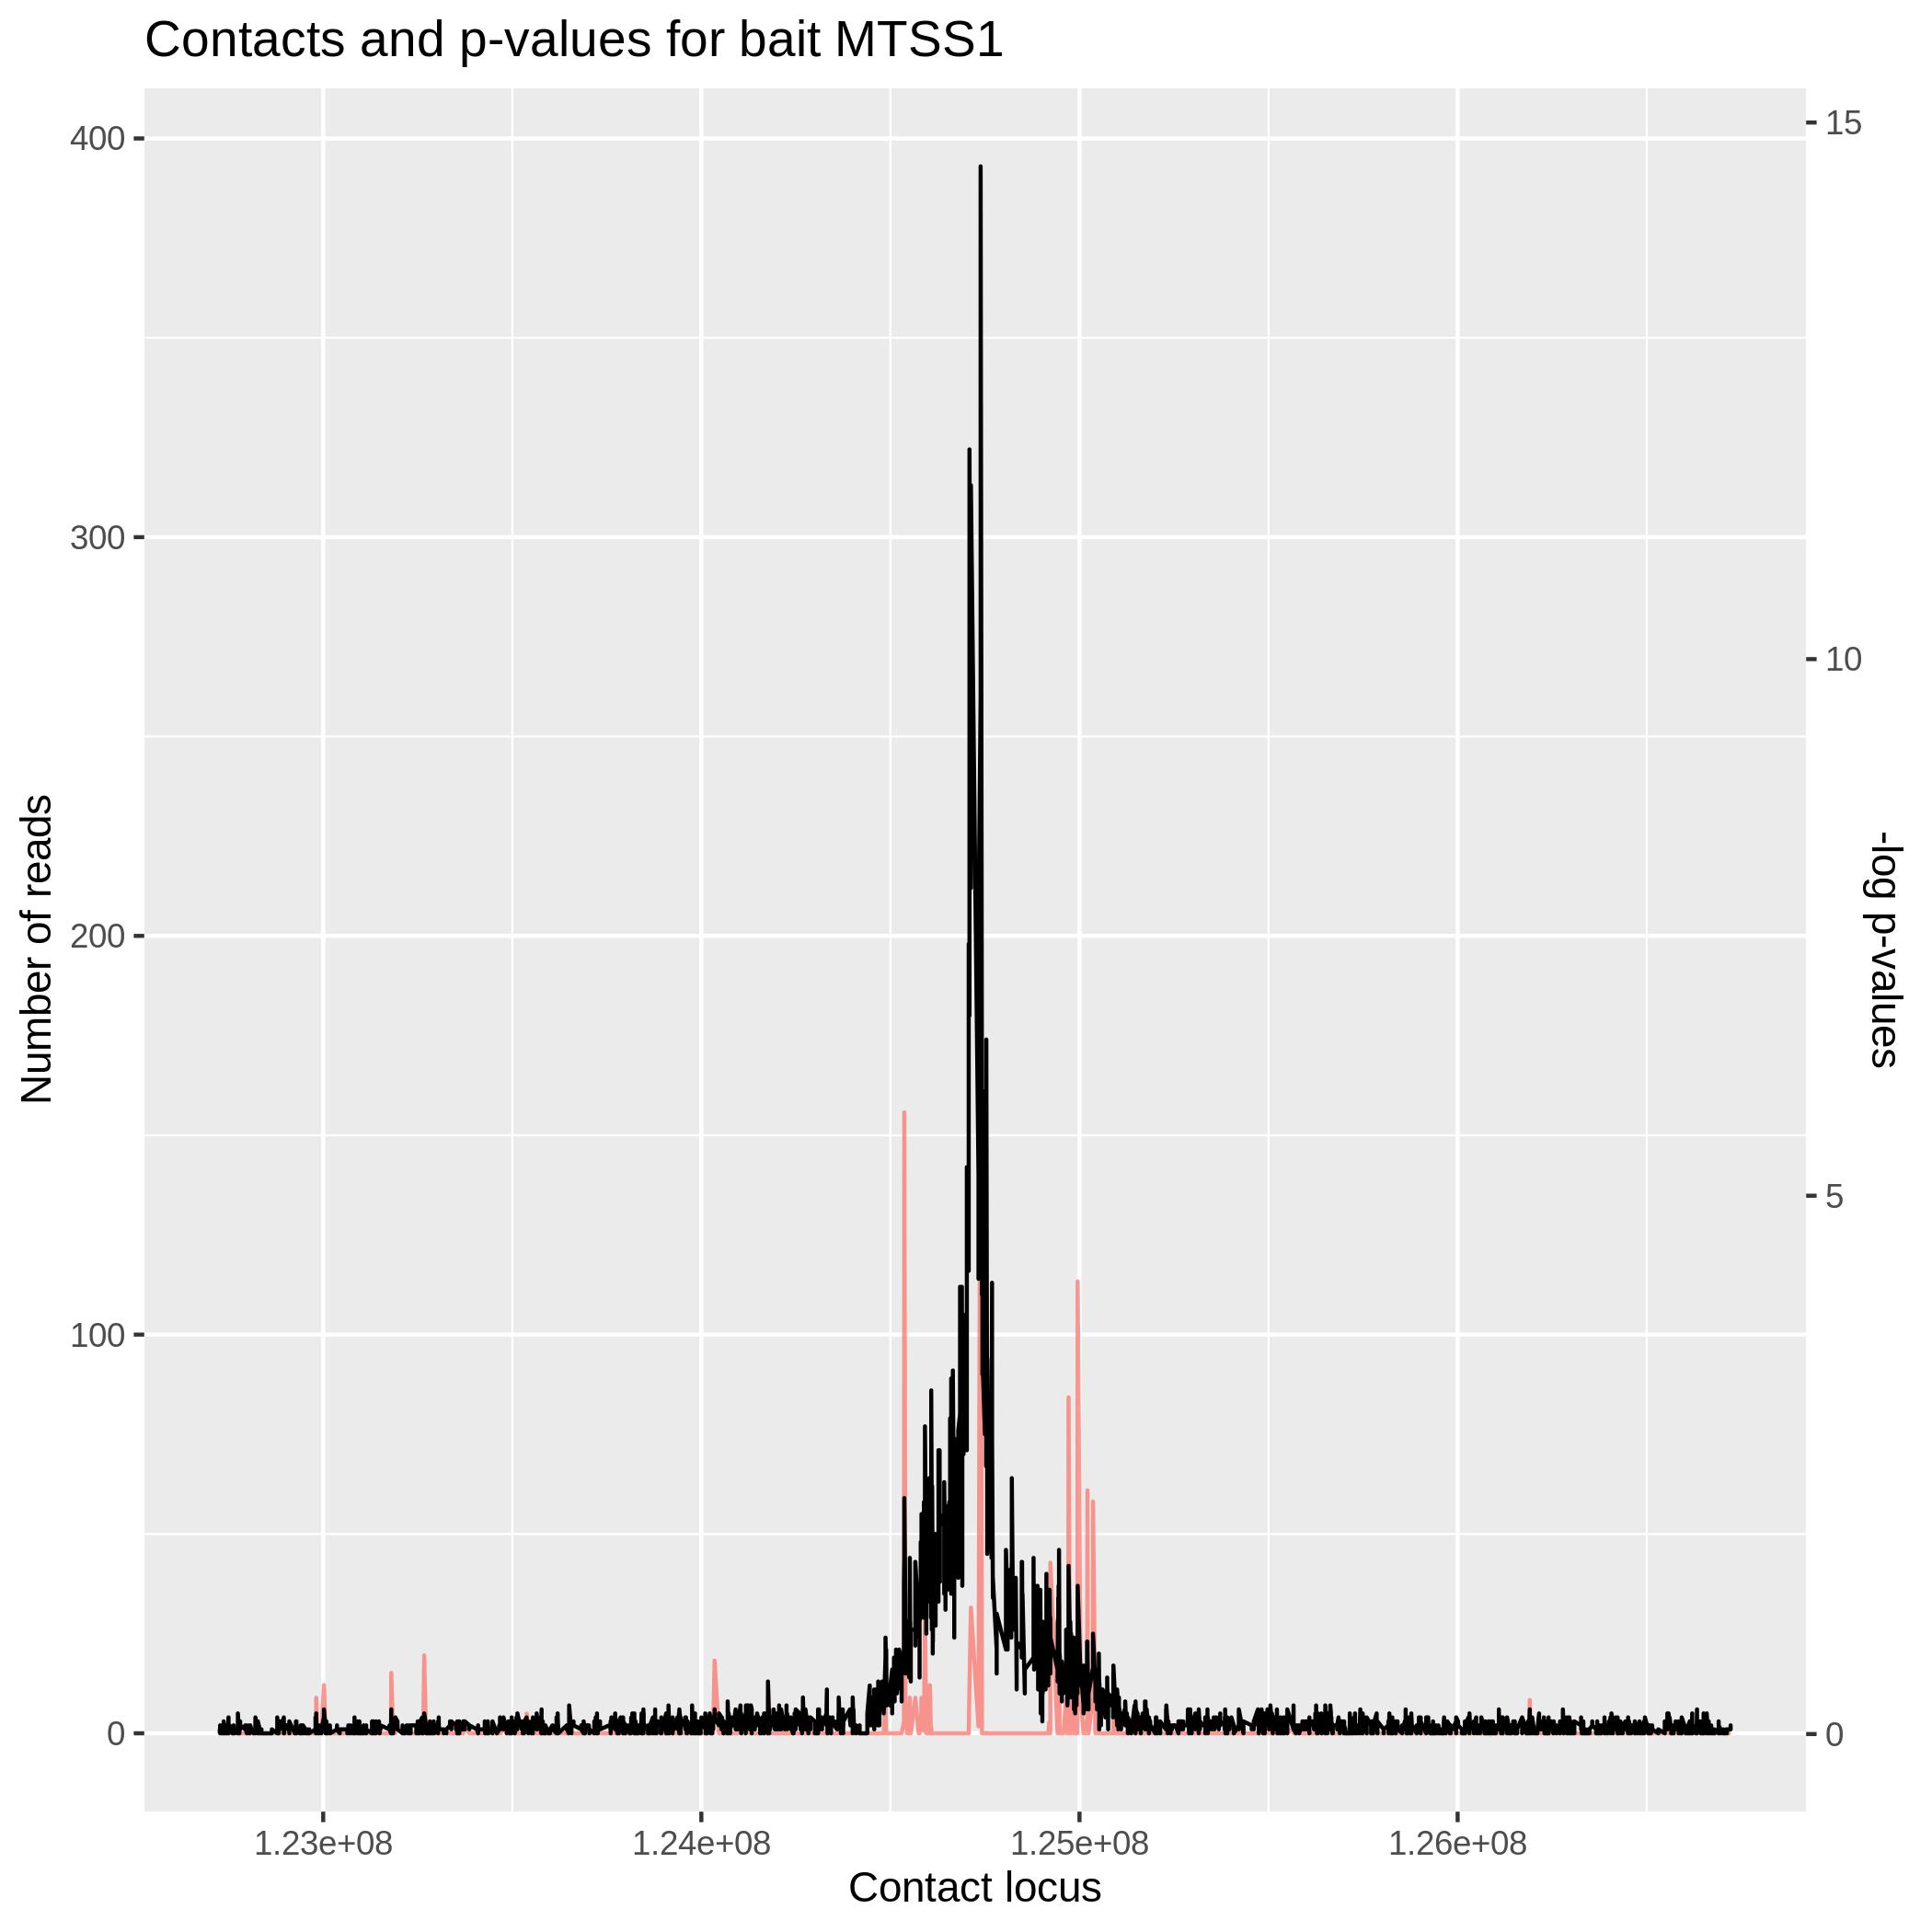 Contacts and p-values for bait MTSS1
400
300
200
100
0
Number of reads
15
10
5
0
-log p-values
1.23e+08 1.24e+08 1.25e+08 1.26e+08
Contact locus